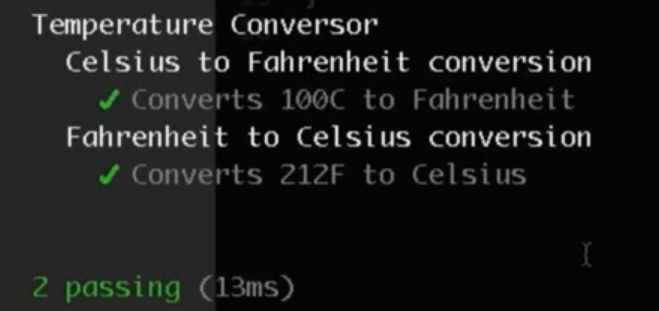 Temperature Conversor
Celsius to Fahrenheit conversion
✓ Converts 100C to Fahrenheit
Fahrenheit to Celsius conversion
✓ Converts 212F to Celsius
2 passing (13ms)